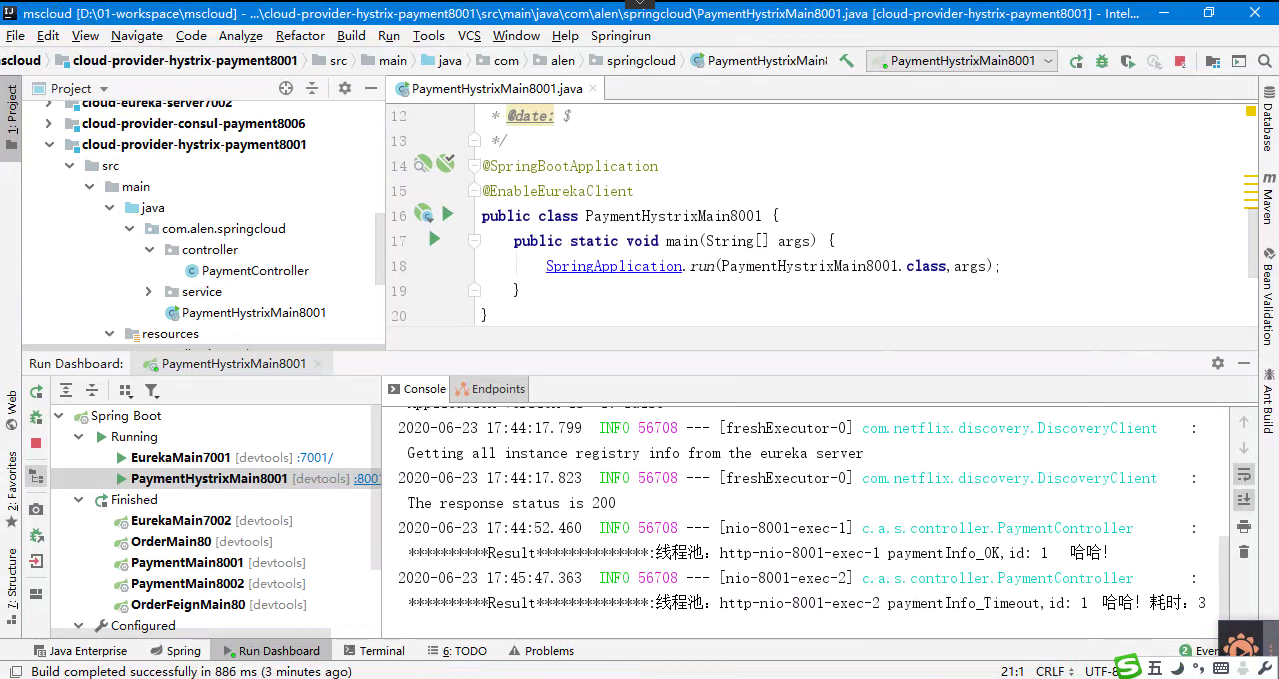 mscloud [D:\01-workspace\mscloud] - ...\cloud-provider-hystrix-payment8001\src\main\java\com\alen\springcloud\PaymentHystrixMain8001.java [cloud-provider-hystrix-payment8001] - Intel...
File Edit View Navigate Code Analyze Refactor Build Run Tools VCS Window Help Springirun
scloud cloud-provider-hystrix-payment8001 src main java com alen springcloud PaymentHystrixMain8 PaymentHystrixMain8001
1: Project
Project
cloud-eureka-server7002
cloud-provider-consul-payment8006
cloud-provider-hystrix-payment8001
src
main
java
com.alen.springcloud
controller
PaymentController
service
PaymentHystrixMain8001
resources
PaymentHystrixMain8001.java
12 * @date: $
13 */
14 @SpringBootApplication
15 @EnableEurekaClient
16 public class PaymentHystrixMain8001 {
17 public static void main(String[] args) {
18 SpringApplication.run(PaymentHystrixMain8001.class,args);
19 }
20 }
Database
Maven
Bean Validation
Ant Build
Run Dashboard: PaymentHystrixMain8001
Web
2: Favorites
7: Structure
Spring Boot
Running
EurekaMain7001 [devtools] :7001/
PaymentHystrixMain8001 [devtools] :8001
Finished
EurekaMain7002 [devtools]
OrderMain80 [devtools]
PaymentMain8001 [devtools]
PaymentMain8002 [devtools]
OrderFeignMain80 [devtools]
Configured
Console Endpoints
2020-06-23 17:44:17.799 INFO 56708 --- [freshExecutor-0] com.netflix.discovery.DiscoveryClient :
Getting all instance registry info from the eureka server
2020-06-23 17:44:17.823 INFO 56708 --- [freshExecutor-0] com.netflix.discovery.DiscoveryClient :
The response status is 200
2020-06-23 17:44:52.460 INFO 56708 --- [nio-8001-exec-1] c.a.s.controller.PaymentController :
**********Result**************:线程池：http-nio-8001-exec-1 paymentInfo_OK,id: 1 哈哈!
2020-06-23 17:45:47.363 INFO 56708 --- [nio-8001-exec-2] c.a.s.controller.PaymentController :
**********Result**************:线程池：http-nio-8001-exec-2 paymentInfo_Timeout,id: 1 哈哈! 耗时：3
Java Enterprise Spring Run Dashboard Terminal 6: TODO Problems 2 Even
Build completed successfully in 886 ms (3 minutes ago) 21:1 CRLF UTF-8 五